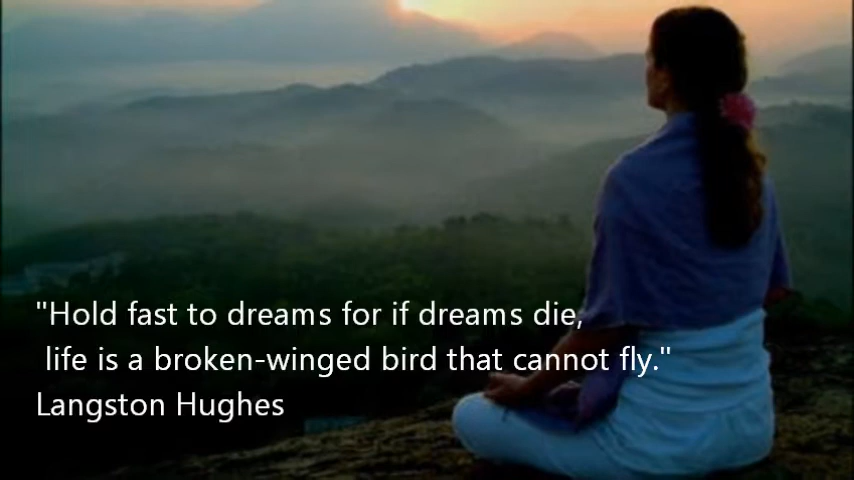 "Hold fast to dreams for if dreams die,
life is a broken-winged bird that cannot fly."
Langston Hughes